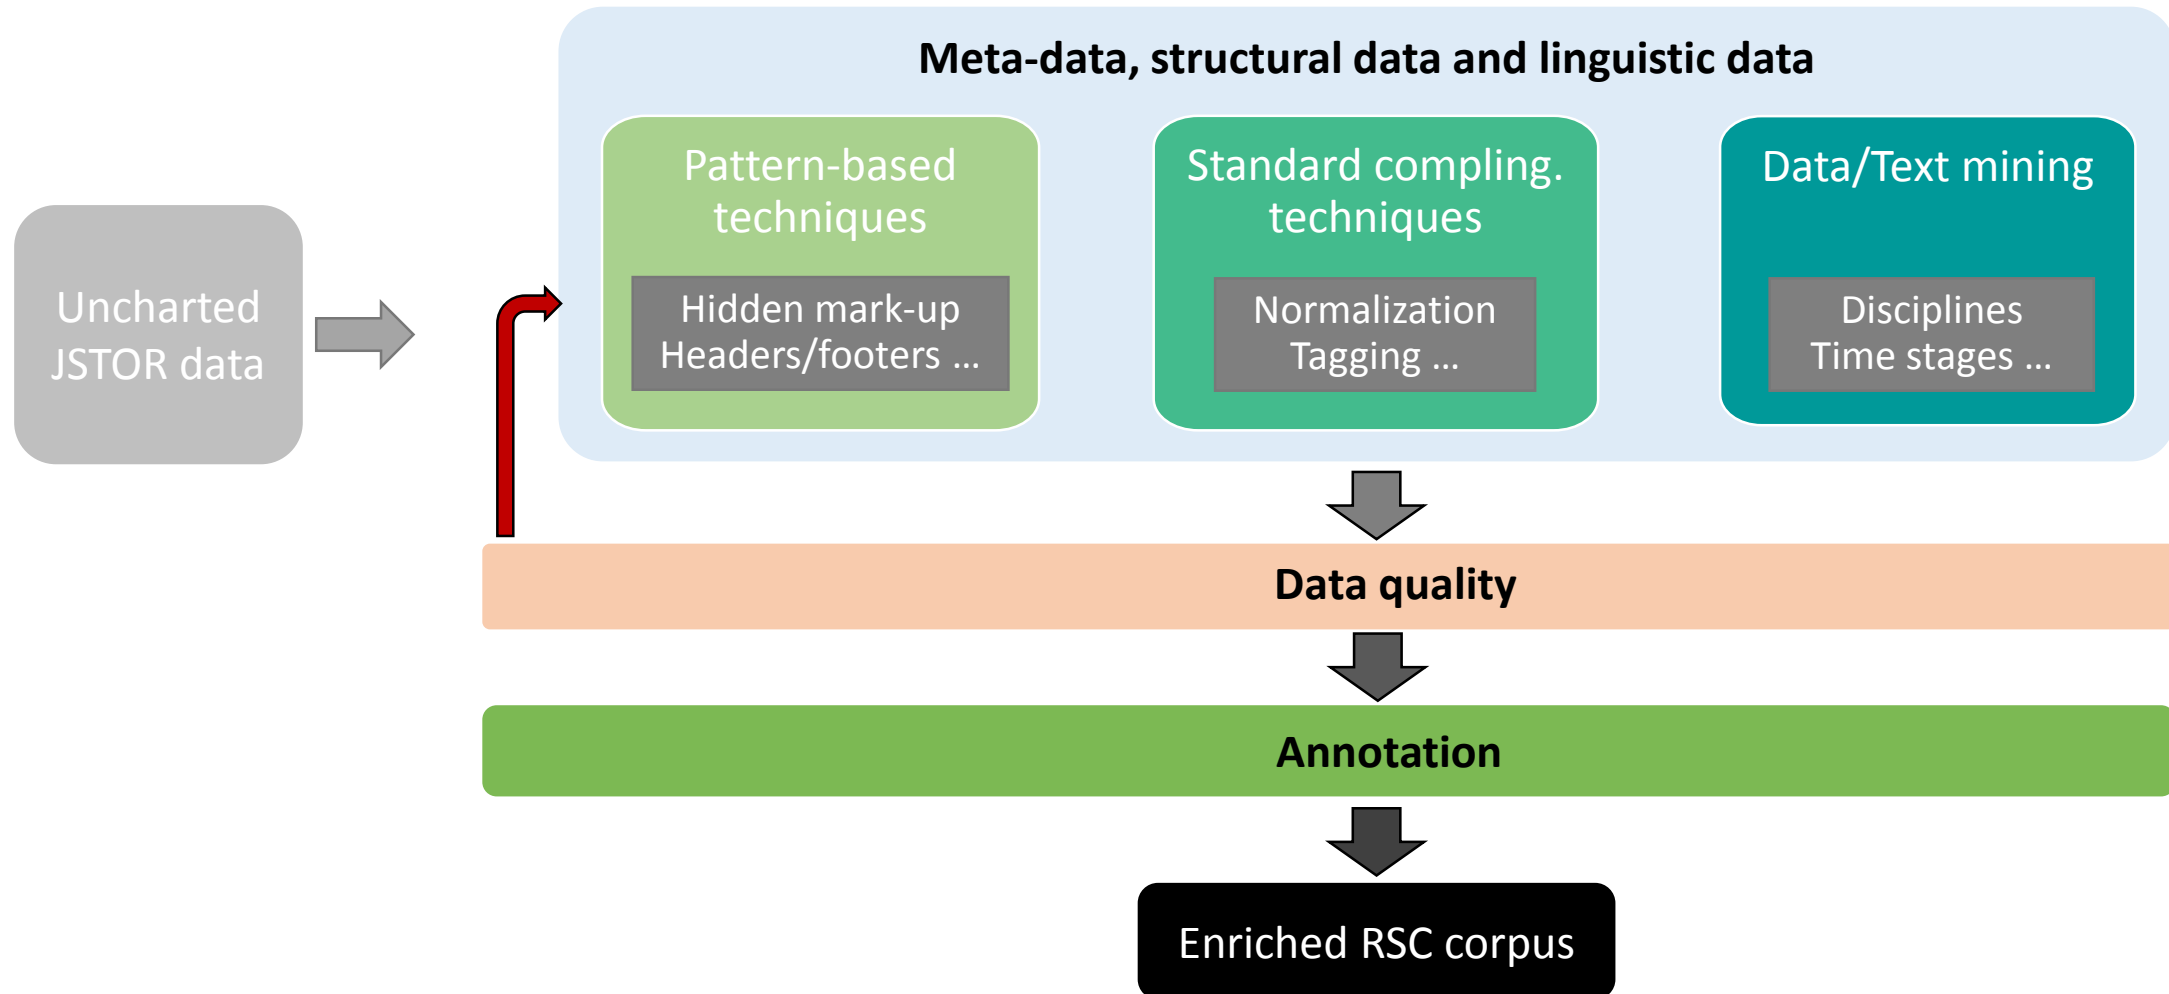 Meta-data, structural data and linguistic data
Uncharted
JSTOR data
Pattern-based
techniques
Hidden mark-up
Headers/footers ...
Standard compling.
techniques
Normalization
Tagging ...
Data/Text mining
Disciplines
Time stages ...
Data quality
Annotation
Enriched RSC corpus